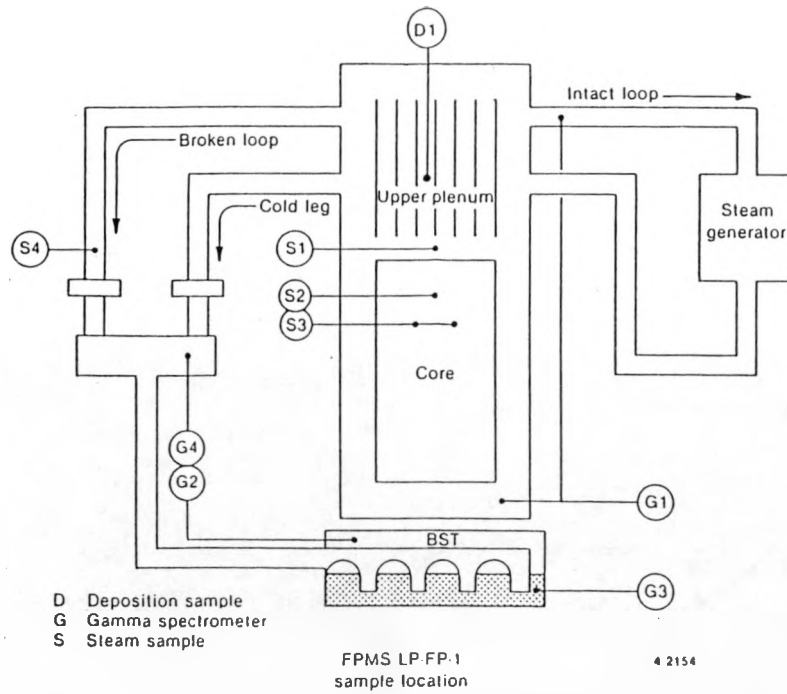 D1
Intact loop
Broken loop
Upper plenum
Cold leg
Steam
generator
S4
S1
S2
S3
Core
G4
G2
G1
BST
G3
D Deposition sample
G Gamma spectrometer
S Steam sample
FPMS LP-FP-1
sample location
4 2154